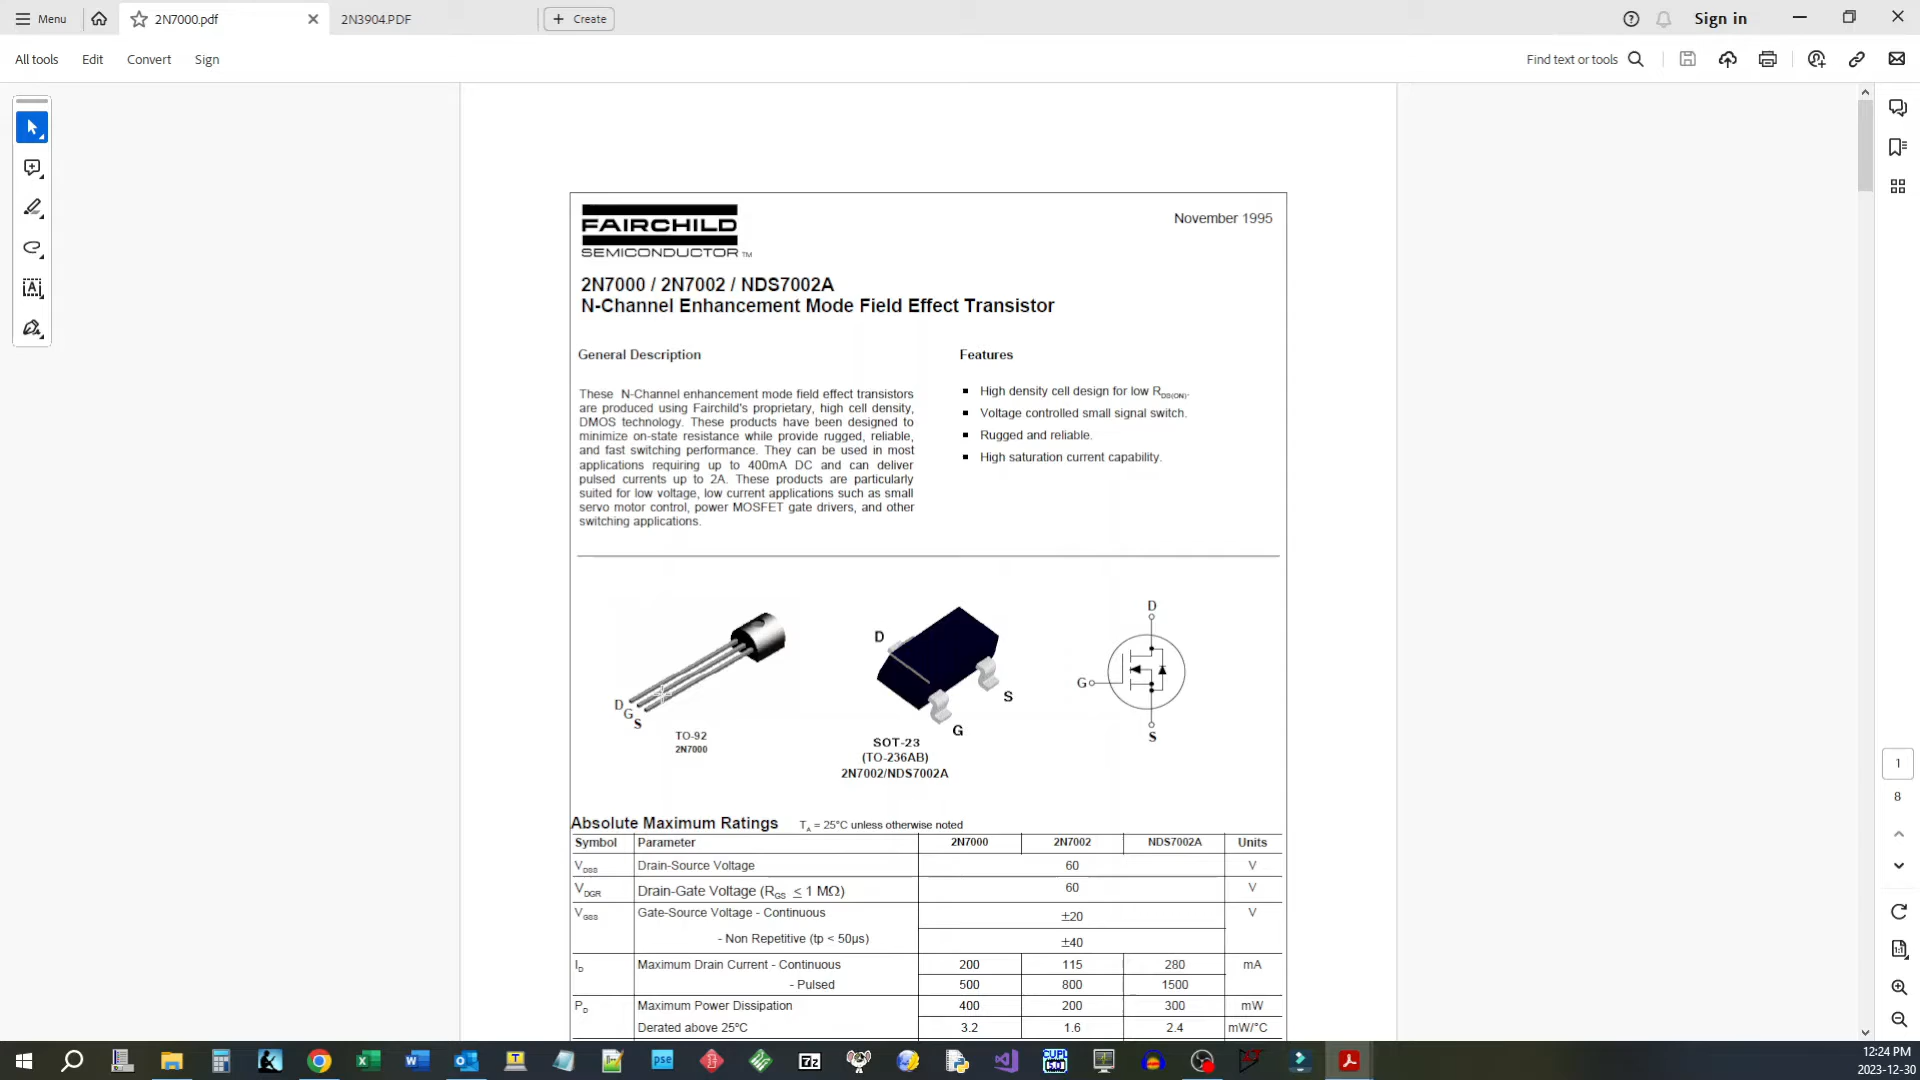 Menu
2N7000.pdf
2N3904.PDF
Create
Sign in
All tools
Edit
Convert
Sign
Find text or tools
FAIRCHILD
SEMICONDUCTOR TM
November 1995
2N7000 / 2N7002 / NDS7002A
N-Channel Enhancement Mode Field Effect Transistor
General Description
These N-Channel enhancement mode field effect transistors
are produced using Fairchild's proprietary, high cell density,
DMOS technology. These products have been designed to
minimize on-state resistance while provide rugged, reliable,
and fast switching performance. They can be used in most
applications requiring up to 400mA DC and can deliver
pulsed currents up to 2A. These products are particularly
suited for low voltage, low current applications such as small
servo motor control, power MOSFET gate drivers, and other
switching applications.
Features
High density cell design for low RDS(ON).
Voltage controlled small signal switch.
Rugged and reliable.
High saturation current capability.
D
G
S
TO-92
2N7000
D
S
G
SOT-23
(TO-236AB)
2N7002/NDS7002A
D
G
S
Absolute Maximum Ratings TA = 25°C unless otherwise noted
Symbol Parameter 2N7000 2N7002 NDS7002A Units
VDSS Drain-Source Voltage 60 V
VDGR Drain-Gate Voltage (RGS ≤ 1 MΩ) 60 V
VGSS Gate-Source Voltage - Continuous ±20 V
- Non Repetitive (tp < 50µs) ±40
ID Maximum Drain Current - Continuous 200 115 280 mA
- Pulsed 500 800 1500
PD Maximum Power Dissipation 400 200 300 mW
Derated above 25°C 3.2 1.6 2.4 mW/°C
1
8
pse
7z
CUPL
12:24 PM
2023-12-30